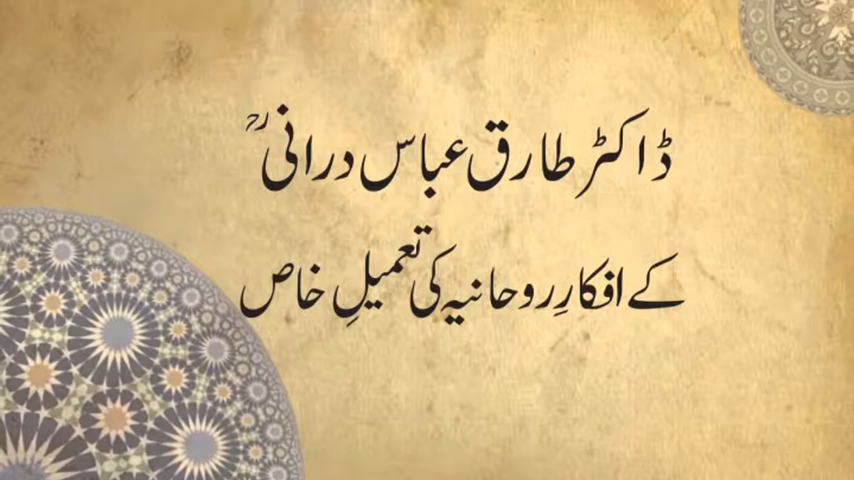 ڈاکٹر طارق عباس درانیؒ
کے افکارِ روحانیہ کی تعمیلِ خاص